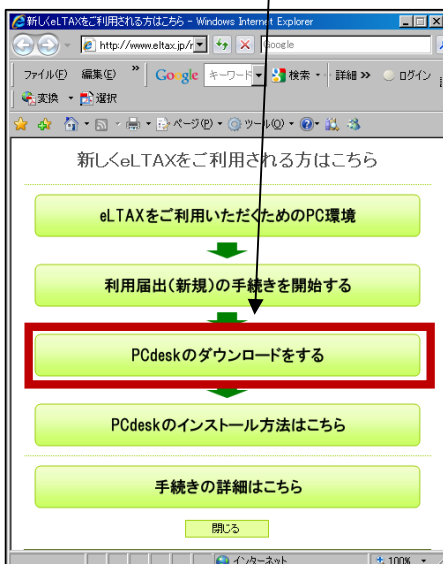 新しくeLTAXをご利用される方はこちら - Windows Internet Explorer
http://www.eltax.jp/r
Google
ファイル(F) 編集(E) » Google キーワード 検索 詳細 » ログイン
変換 選択
ページ(P) ツール(O)
新しくeLTAXをご利用される方はこちら
eLTAXをご利用いただくためのPC環境
利用届出(新規)の手続きを開始する
PCdeskのダウンロードをする
PCdeskのインストール方法はこちら
手続きの詳細はこちら
閉じる
インターネット 100%